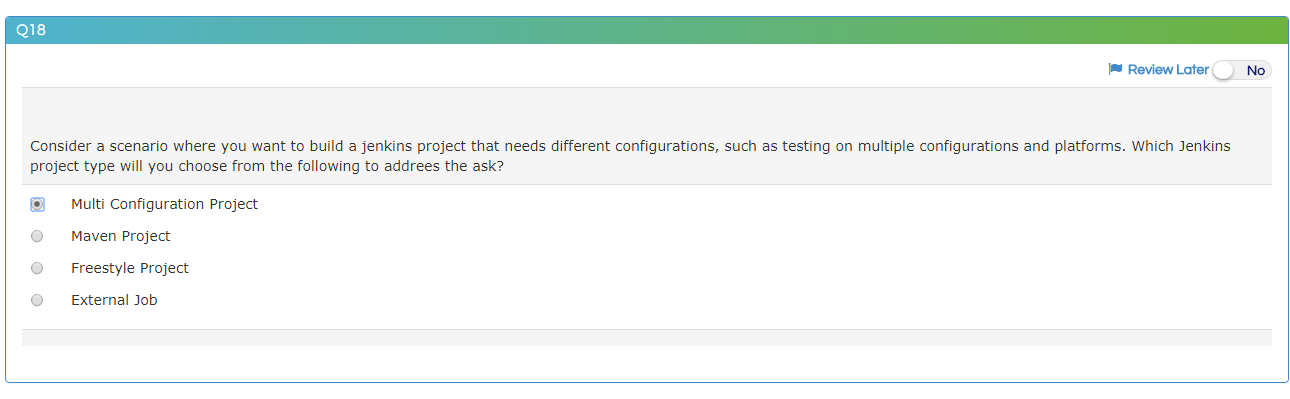 Q18
Review Later No
Consider a scenario where you want to build a jenkins project that needs different configurations, such as testing on multiple configurations and platforms. Which Jenkins
project type will you choose from the following to addrees the ask?
Multi Configuration Project
Maven Project
Freestyle Project
External Job